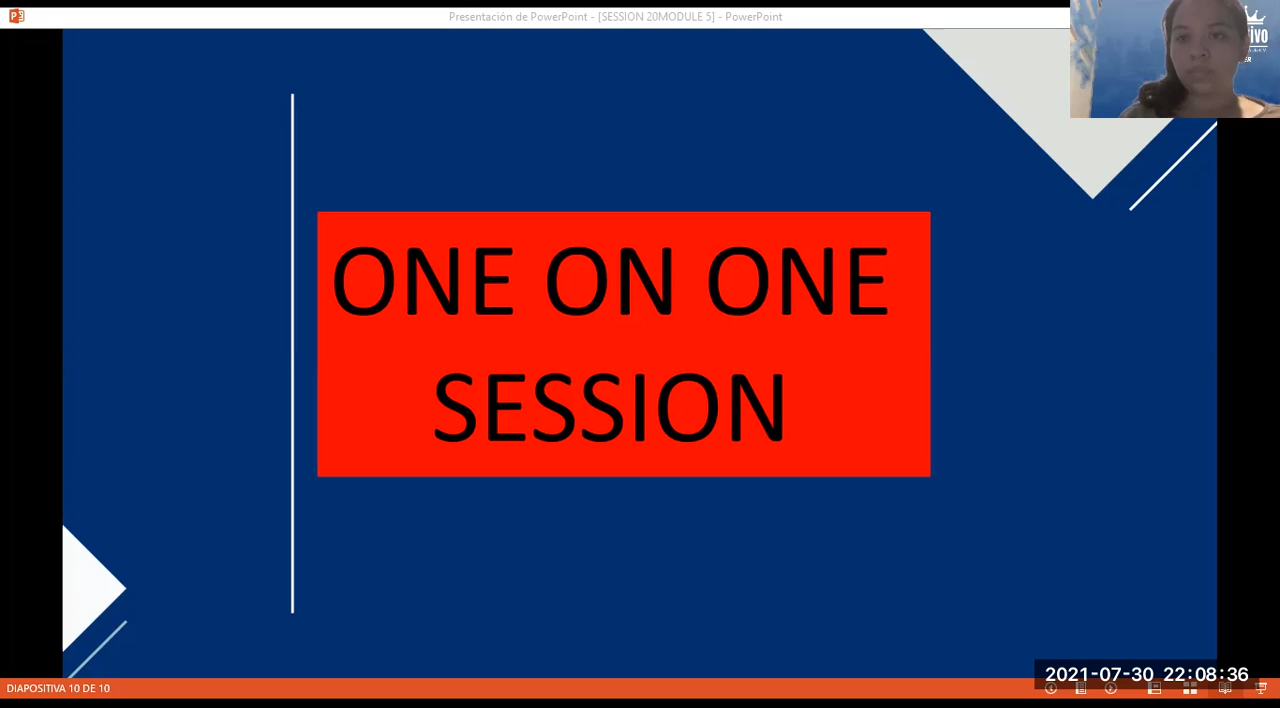 Presentación de PowerPoint - [SESSION 20MODULE 5] - PowerPoint
ONE ON ONE
SESSION
2021-07-30 22:08:36
DIAPOSITIVA 10 DE 10